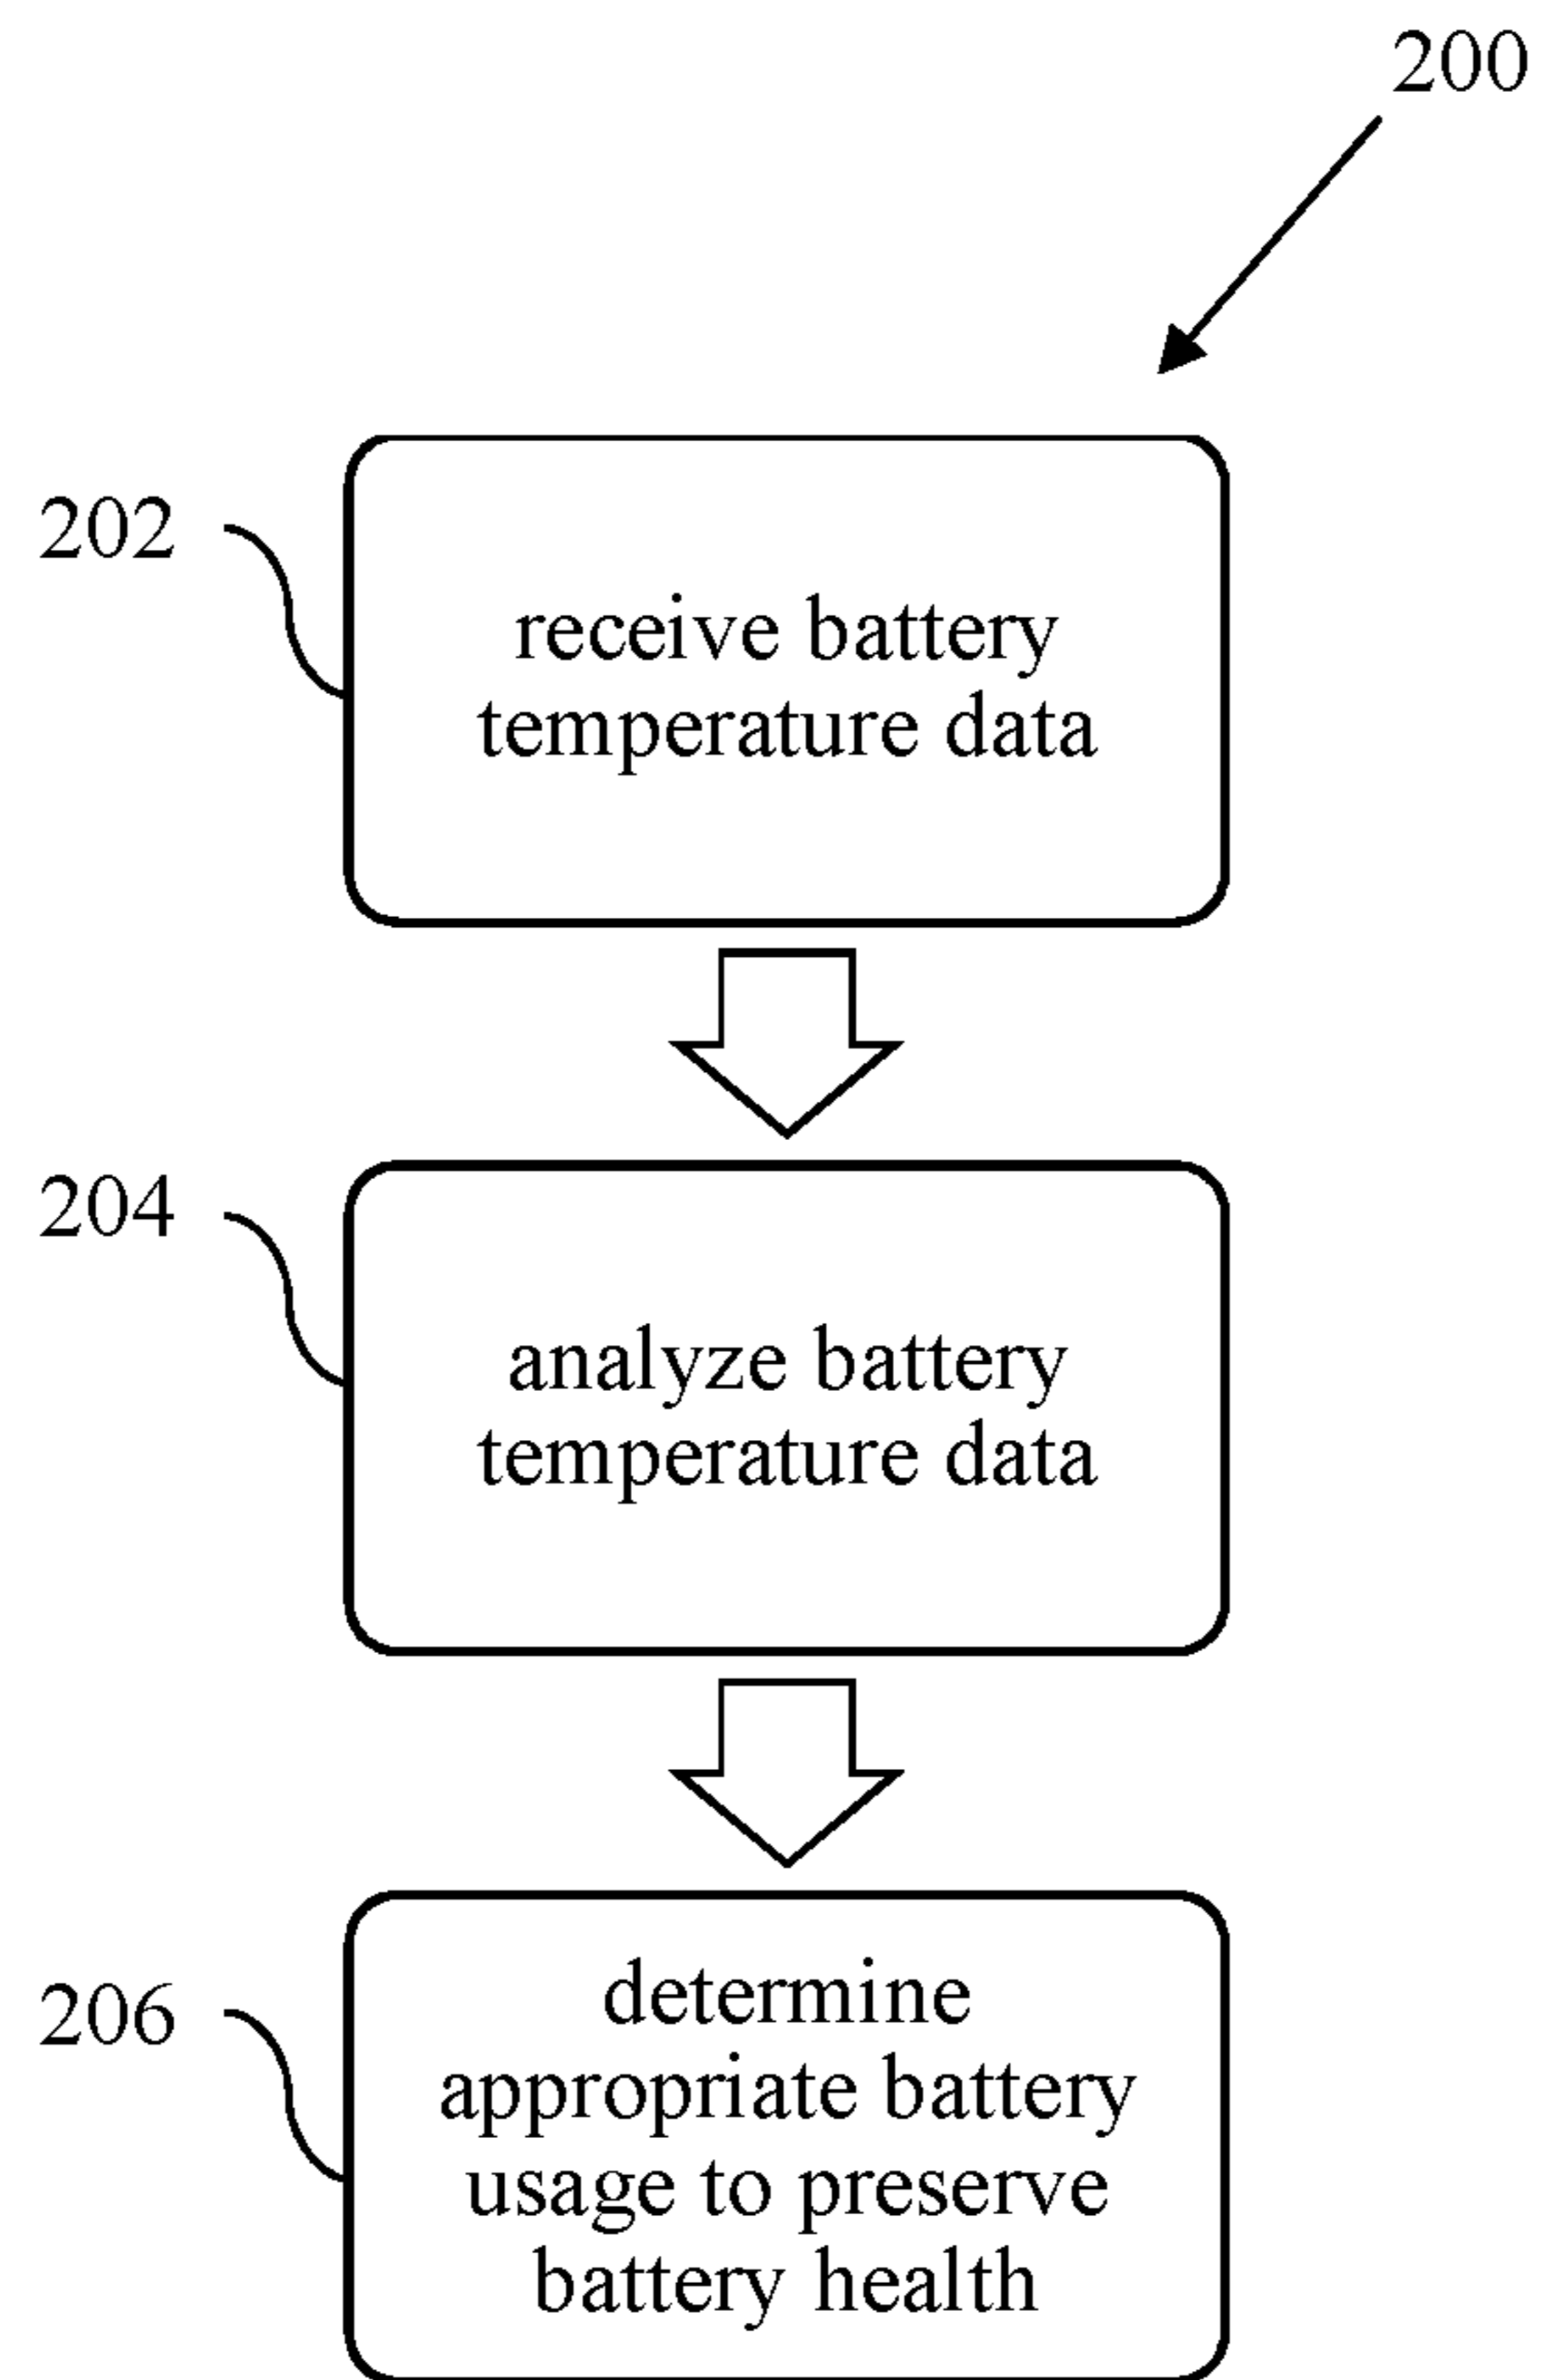 200
202
receive battery
temperature data
204
analyze battery
temperature data
206
determine
appropriate battery
usage to preserve
battery health